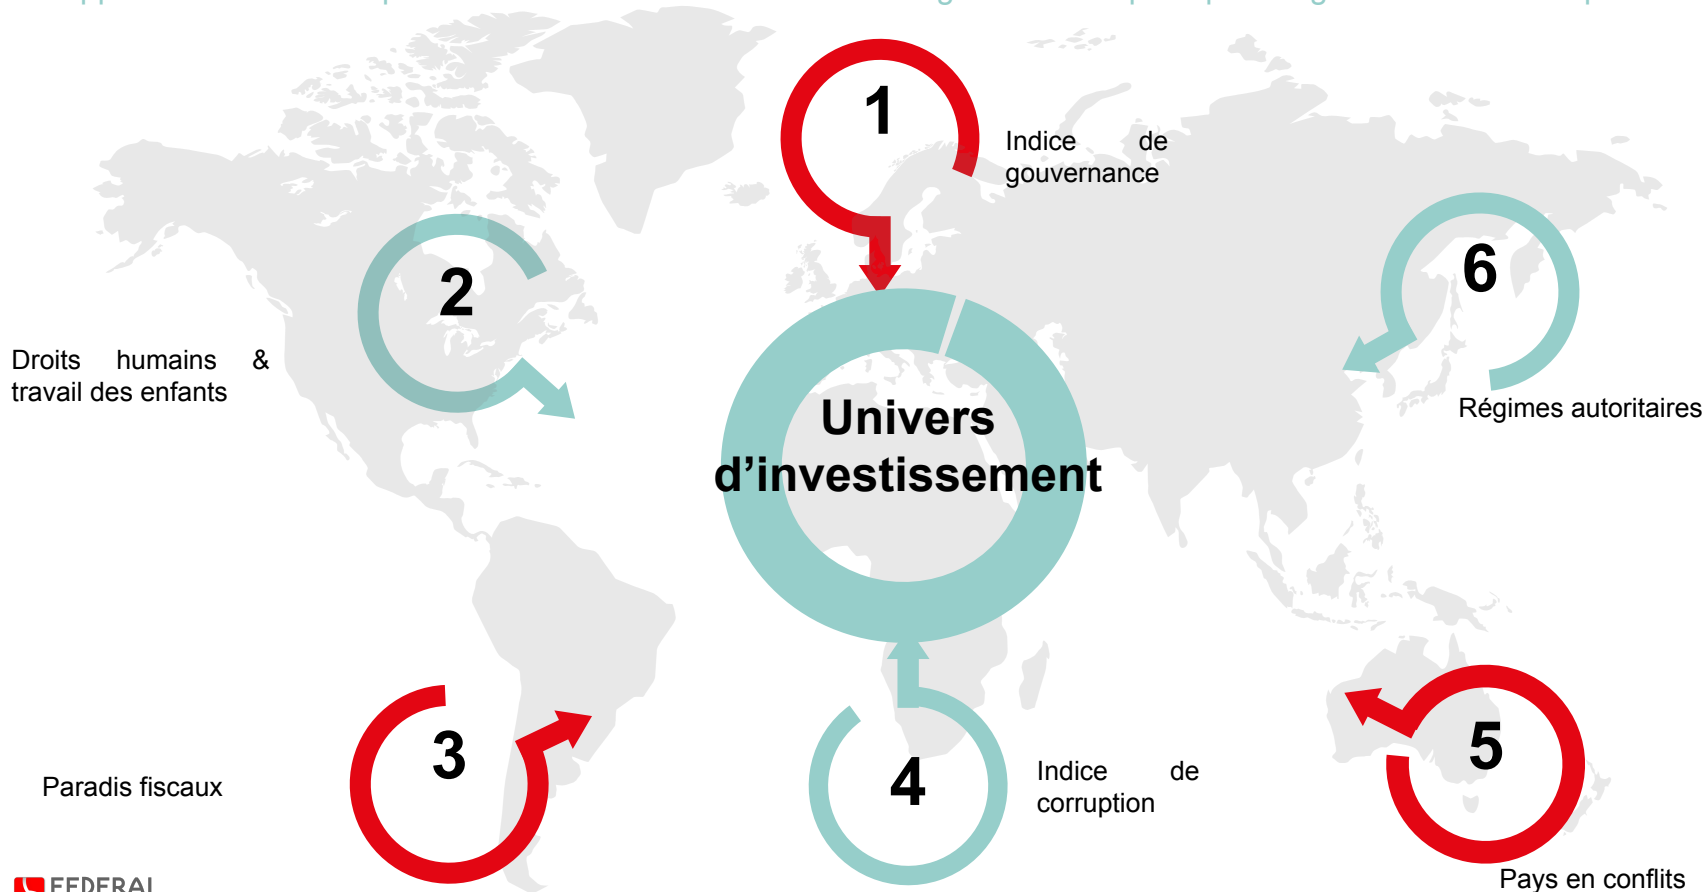 1
Indice de
gouvernance
2
Droits humains &
travail des enfants
6
Régimes autoritaires
Univers
d’investissement
3
Paradis fiscaux
4
Indice de
corruption
5
Pays en conflits
FEDERAL